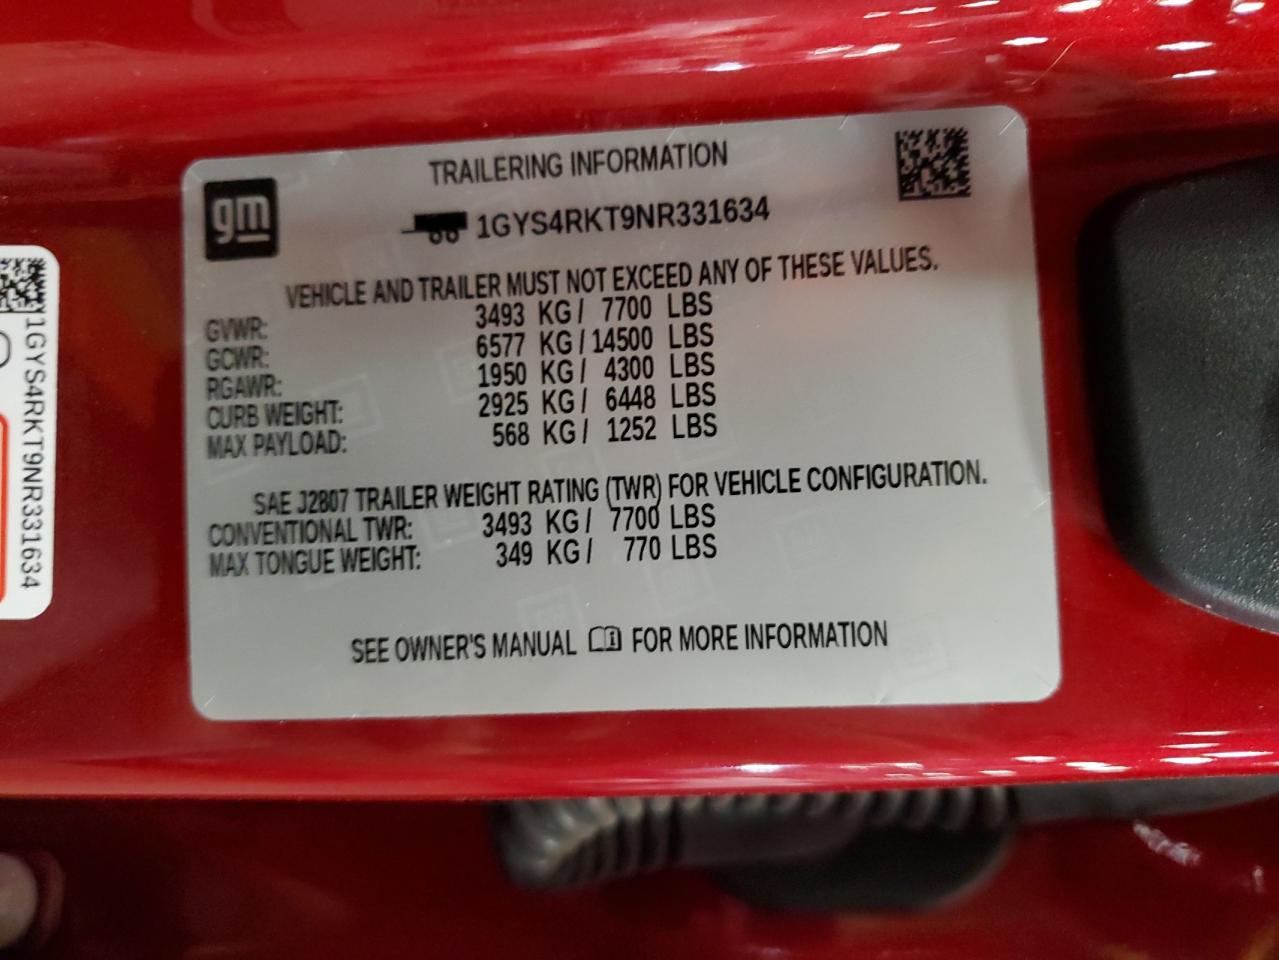 TRAILERING INFORMATION
gm
1GYS4RKT9NR331634
VEHICLE AND TRAILER MUST NOT EXCEED ANY OF THESE VALUES.
GVWR: 3493 KG / 7700 LBS
GCWR: 6577 KG / 14500 LBS
RGAWR: 1950 KG / 4300 LBS
CURB WEIGHT: 2925 KG / 6448 LBS
MAX PAYLOAD: 568 KG / 1252 LBS
SAE J2807 TRAILER WEIGHT RATING (TWR) FOR VEHICLE CONFIGURATION.
CONVENTIONAL TWR: 3493 KG / 7700 LBS
MAX TONGUE WEIGHT: 349 KG / 770 LBS
SEE OWNER'S MANUAL FOR MORE INFORMATION
1GYS4RKT9NR331634